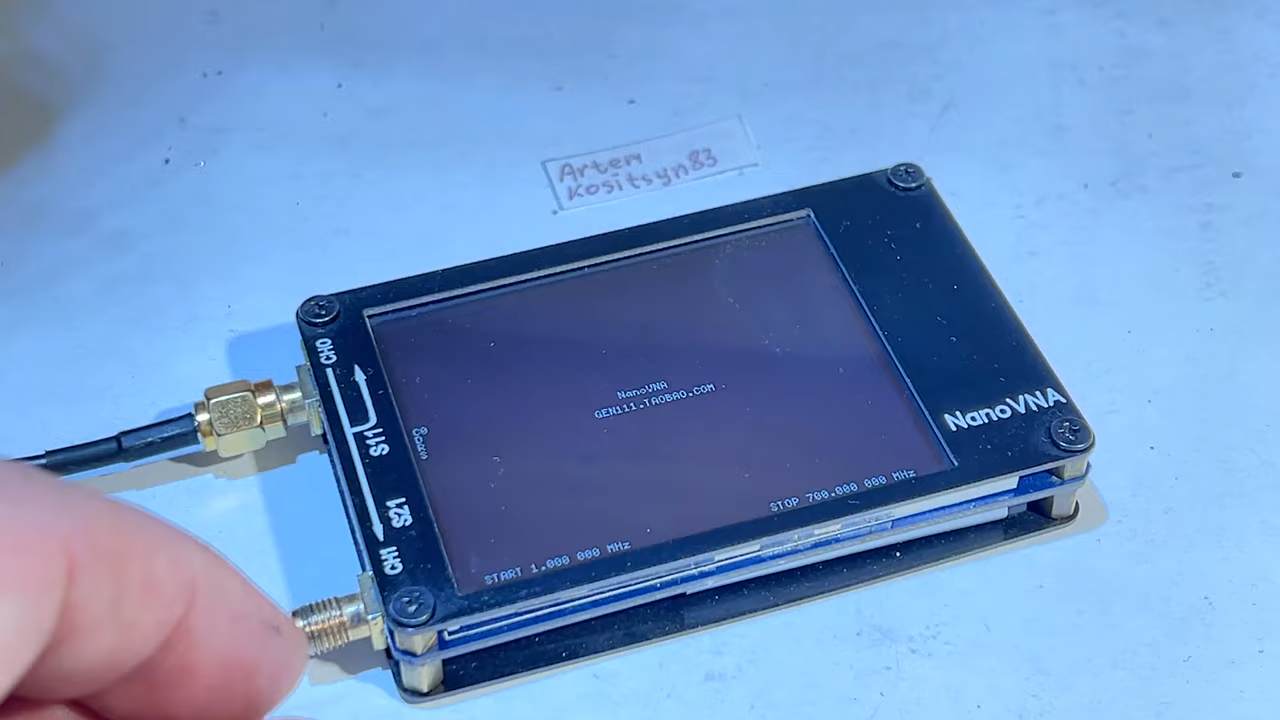 Artem
Kositsyn83
NanoVNA
GEN111.TAOBAO.COM
START 1.000 000 MHz
STOP 700.000 000 MHz
CH0
S11
S21
CH1
NanoVNA